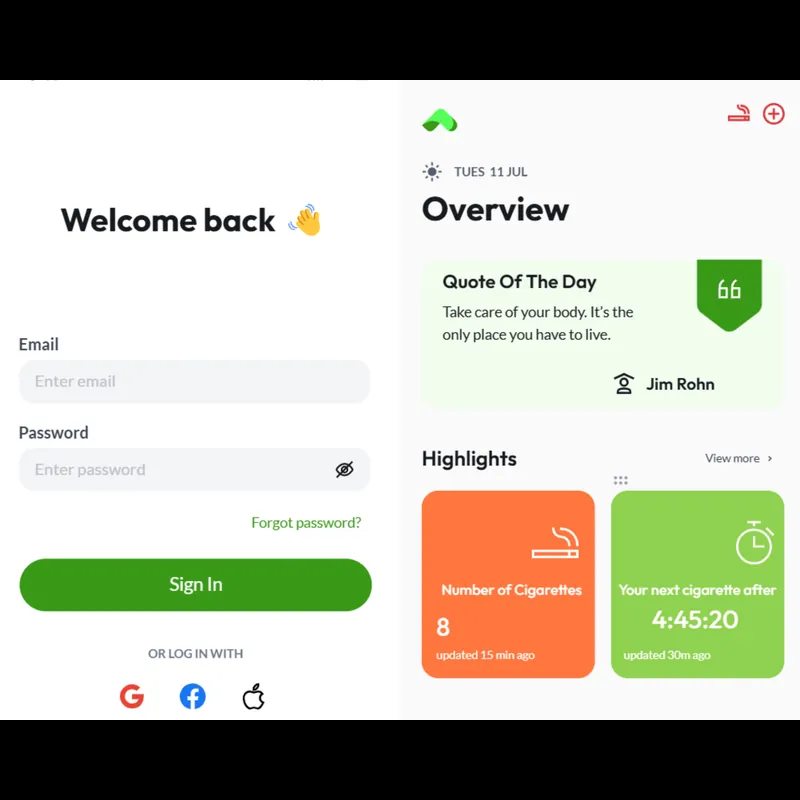 Welcome back 👋
Email
Enter email
Password
Enter password
Forgot password?
Sign In
OR LOG IN WITH
TUES 11 JUL
Overview
Quote Of The Day
Take care of your body. It's the
only place you have to live.
Jim Rohn
Highlights
View more
Number of Cigarettes
8
updated 15 min ago
Your next cigarette after
4:45:20
updated 30m ago